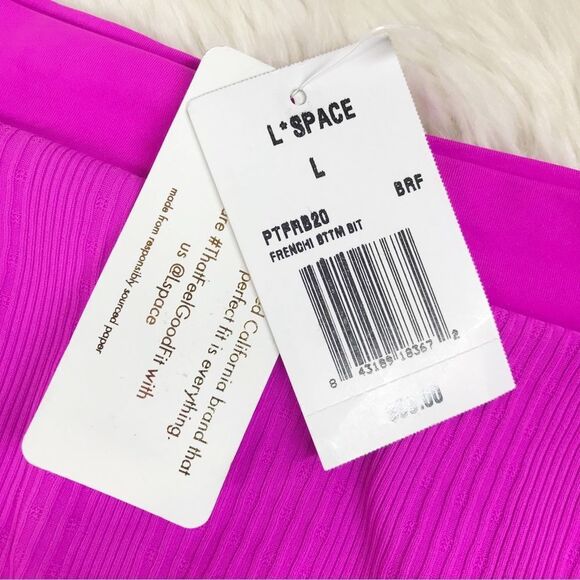 L*SPACE
L
BRF
PTFRB20
FRENCHI BTTM BIT
8 43189 18367 2
California brand that
perfect fit is everything.
#ThatFeelGoodFit with
us @lspace
made from responsibly sourced paper